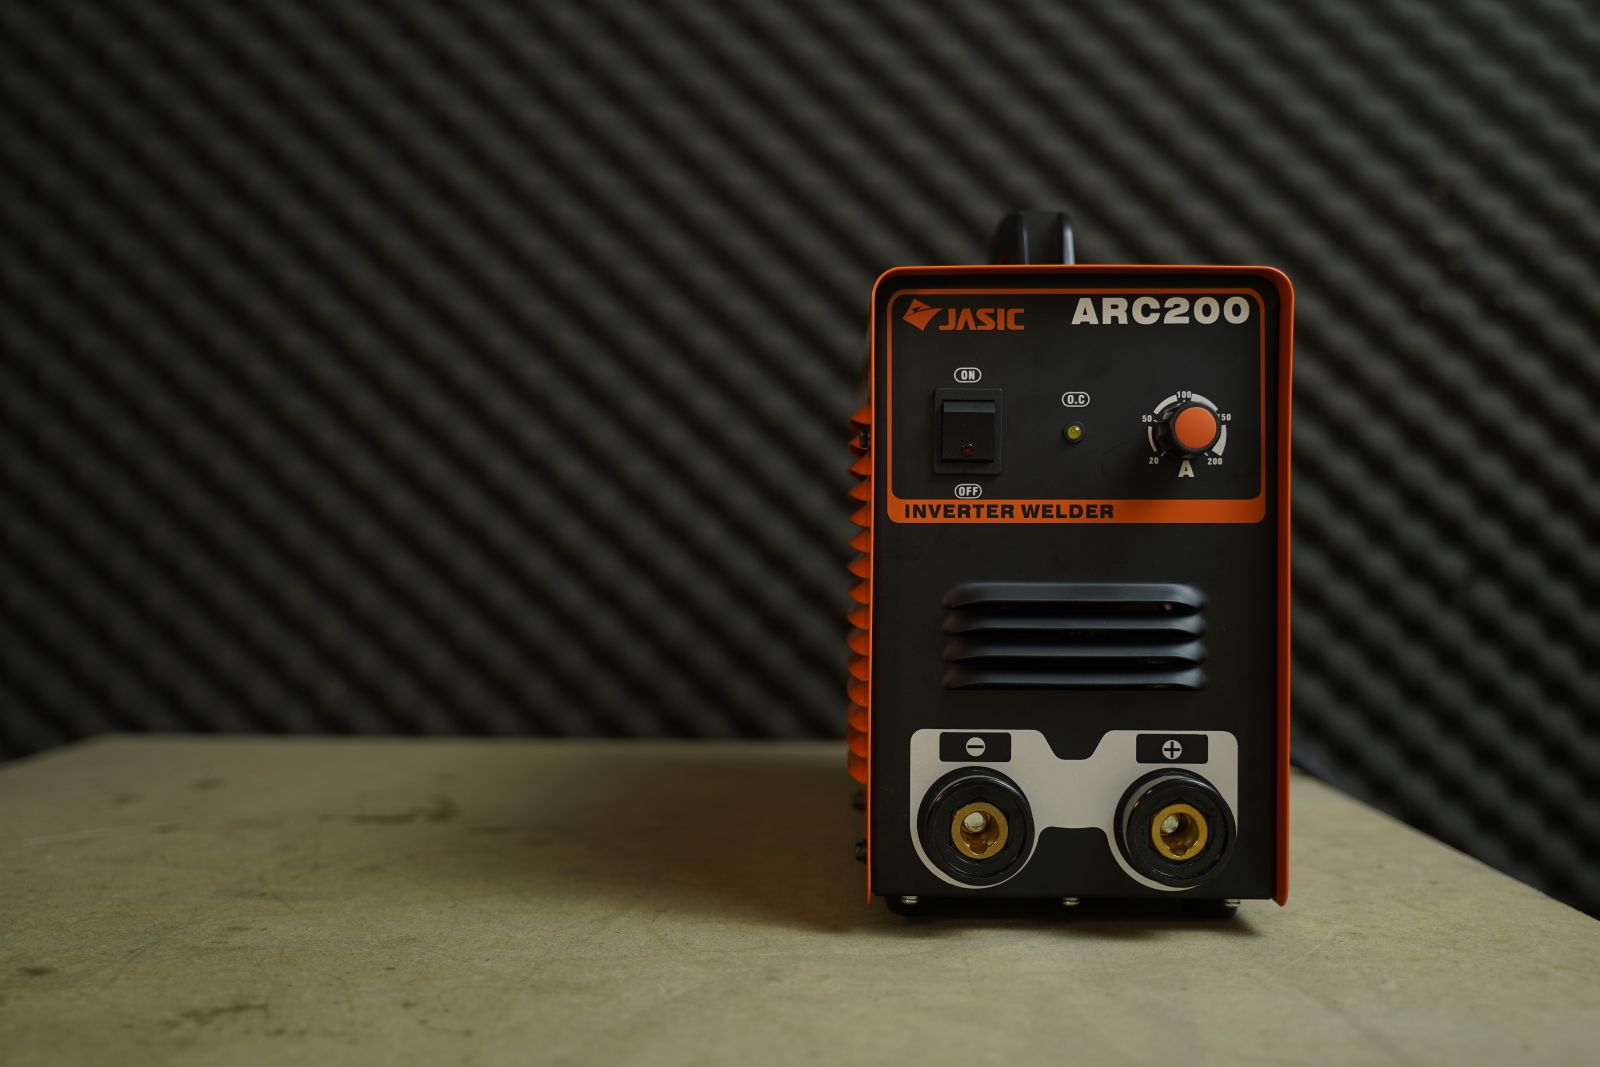 JASIC
ARC200
ON
O.C
OFF
50
100
150
20
200
A
INVERTER WELDER
−
+